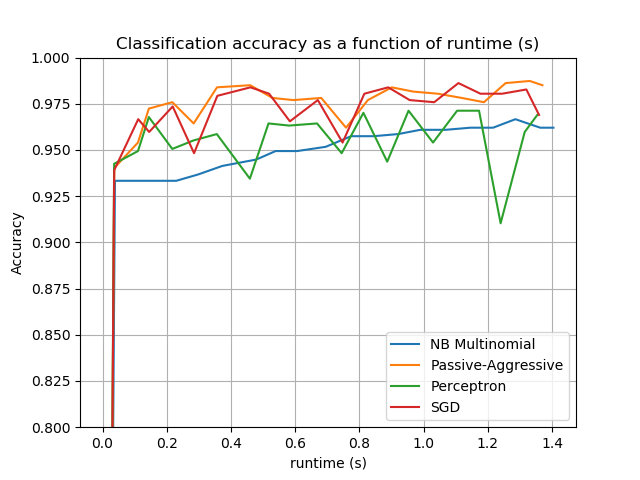 Classification accuracy as a function of runtime (s)
1.000
0.975
0.950
0.925
0.900
0.875
0.850
0.825
0.800
Accuracy
NB Multinomial
Passive-Aggressive
Perceptron
SGD
0.0 0.2 0.4 0.6 0.8 1.0 1.2 1.4
runtime (s)